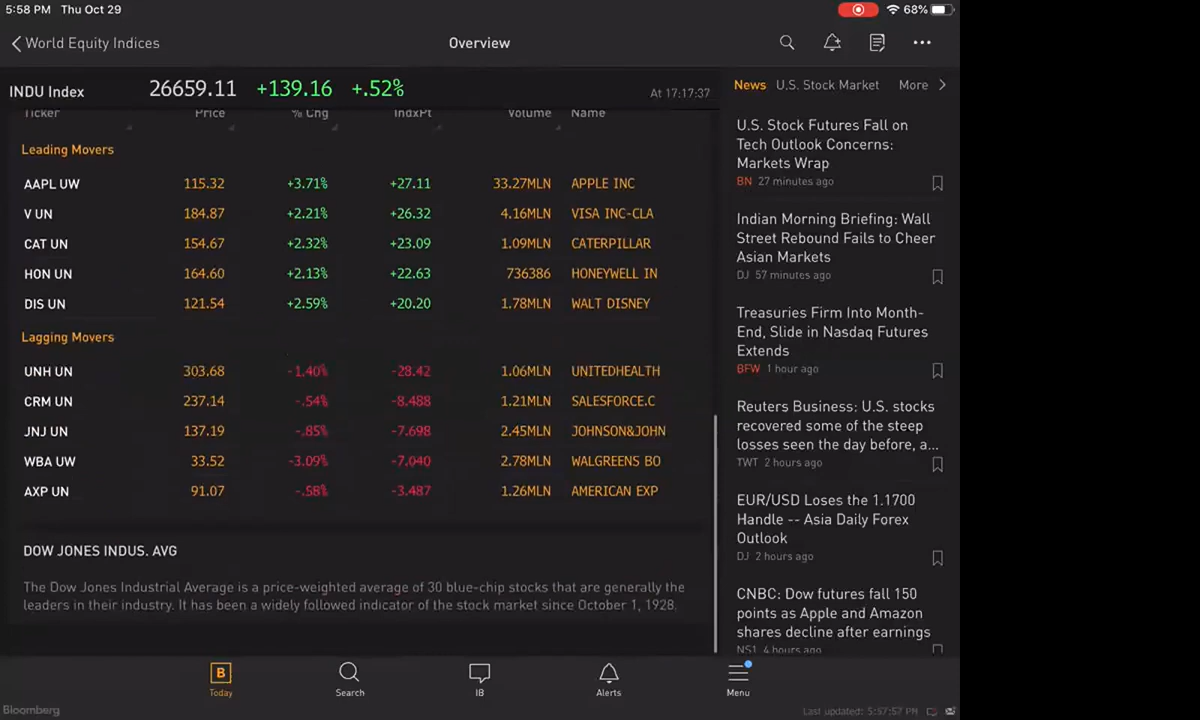 5:58 PM Thu Oct 29
68%
World Equity Indices
Overview
INDU Index
26659.11
+139.16
+.52%
At 17:17:37
Ticker Price % Chg IndxPt Volume Name
Leading Movers
AAPL UW 115.32 +3.71% +27.11 33.27MLN APPLE INC
V UN 184.87 +2.21% +26.32 4.16MLN VISA INC-CLA
CAT UN 154.67 +2.32% +23.09 1.09MLN CATERPILLAR
HON UN 164.60 +2.13% +22.63 736386 HONEYWELL IN
DIS UN 121.54 +2.59% +20.20 1.78MLN WALT DISNEY
Lagging Movers
UNH UN 303.68 -1.40% -28.42 1.06MLN UNITEDHEALTH
CRM UN 237.14 -.54% -8.488 1.21MLN SALESFORCE.C
JNJ UN 137.19 -.85% -7.698 2.45MLN JOHNSON&JOHN
WBA UW 33.52 -3.09% -7.040 2.78MLN WALGREENS BO
AXP UN 91.07 -.58% -3.487 1.26MLN AMERICAN EXP
DOW JONES INDUS. AVG
The Dow Jones Industrial Average is a price-weighted average of 30 blue-chip stocks that are generally the
leaders in their industry. It has been a widely followed indicator of the stock market since October 1, 1928.
News U.S. Stock Market More
U.S. Stock Futures Fall on
Tech Outlook Concerns:
Markets Wrap
BN 27 minutes ago
Indian Morning Briefing: Wall
Street Rebound Fails to Cheer
Asian Markets
DJ 57 minutes ago
Treasuries Firm Into Month-
End, Slide in Nasdaq Futures
Extends
BFW 1 hour ago
Reuters Business: U.S. stocks
recovered some of the steep
losses seen the day before, a...
TWT 2 hours ago
EUR/USD Loses the 1.1700
Handle -- Asia Daily Forex
Outlook
DJ 2 hours ago
CNBC: Dow futures fall 150
points as Apple and Amazon
shares decline after earnings
NS1 4 hours ago
B
Today
Search
IB
Alerts
Menu
Bloomberg
Last updated: 5:57:57 PM